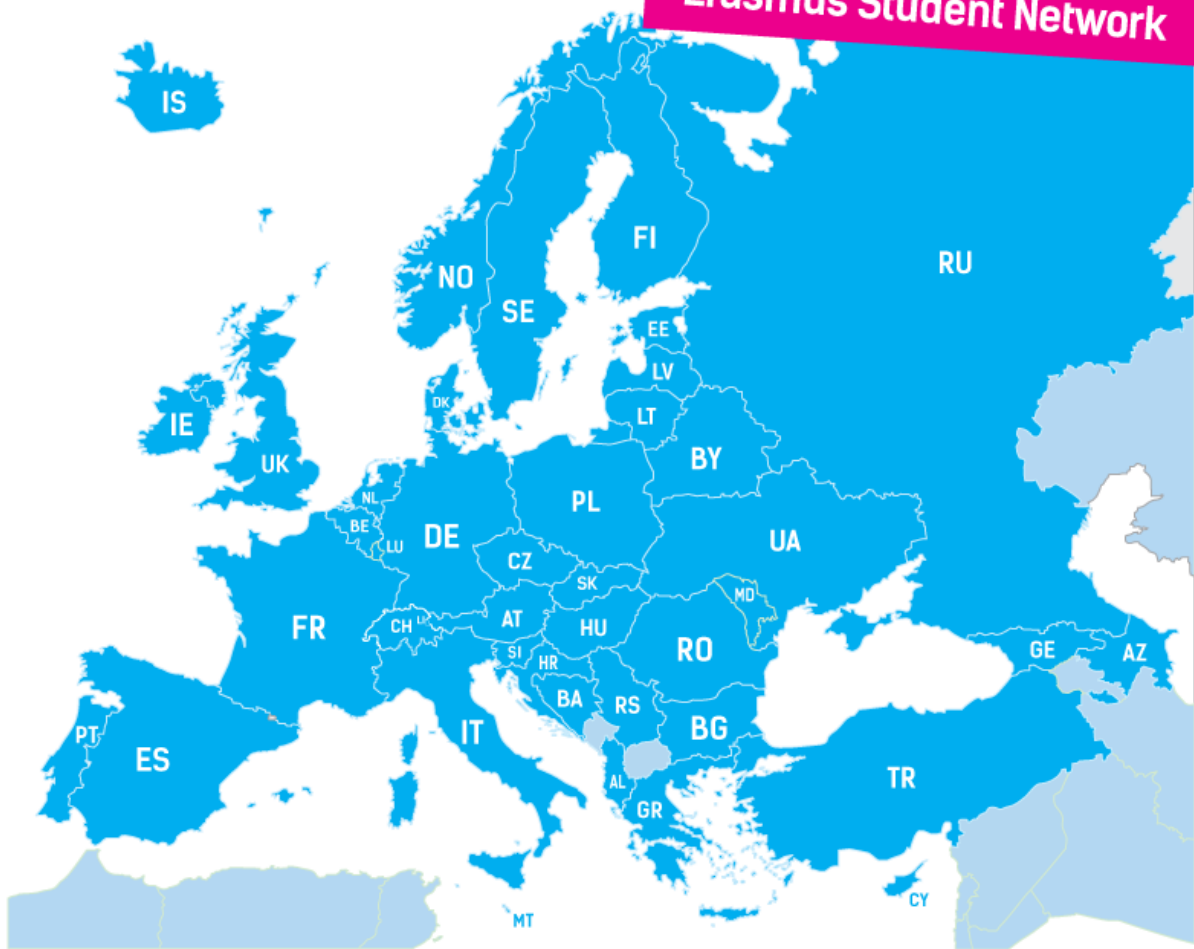 Erasmus Student Network
IS
NO
SE
FI
RU
EE
LV
LT
DK
IE
UK
BY
NL
BE
LU
DE
PL
CZ
SK
UA
FR
CH
LI
AT
HU
MD
SI
HR
RO
GE
AZ
BA
RS
PT
ES
IT
BG
AL
GR
TR
MT
CY